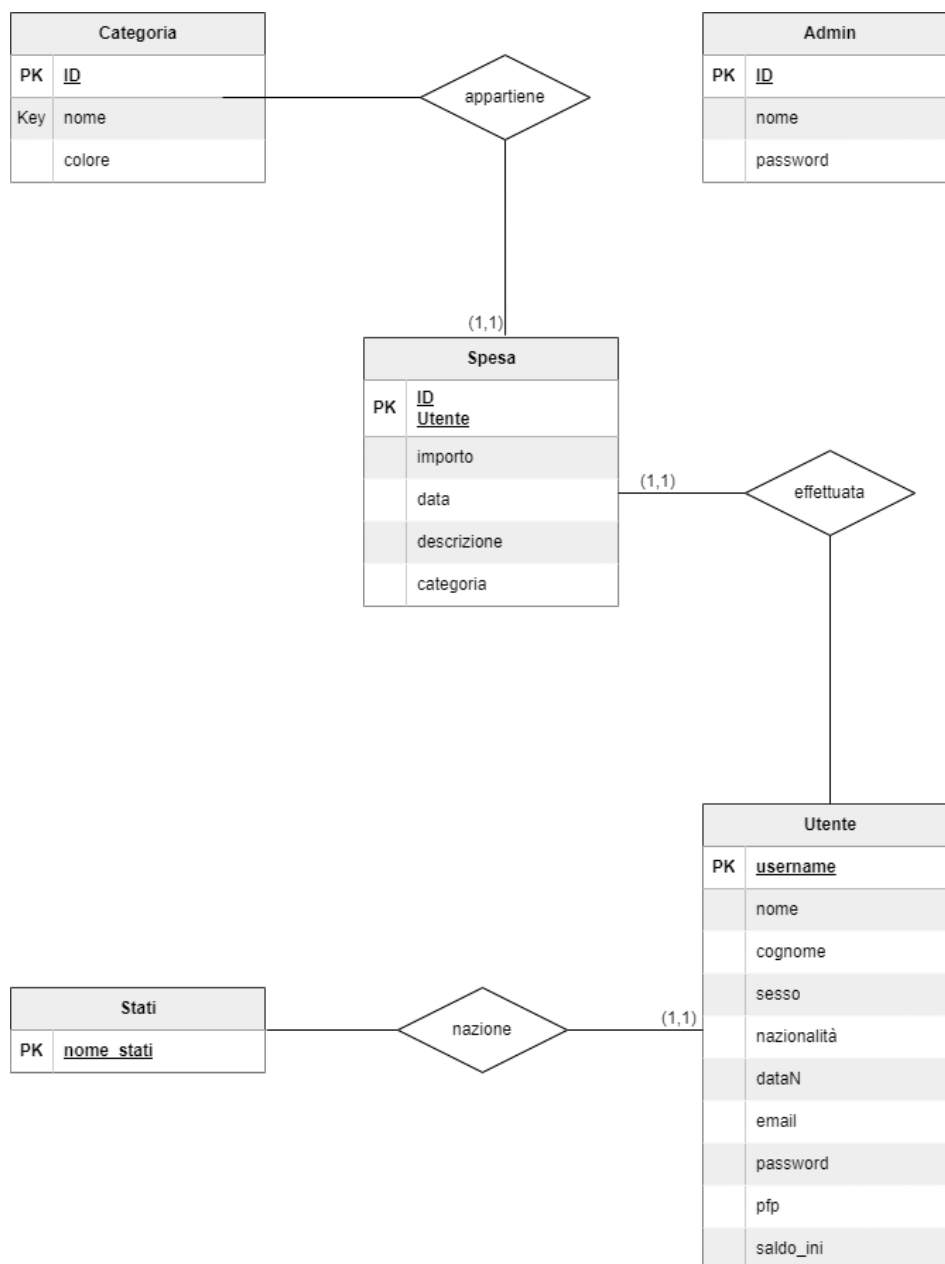 Categoria
PK ID
Key nome
colore
appartiene
Admin
PK ID
nome
password
(1,1)
Spesa
PK ID
Utente
importo
data
descrizione
categoria
(1,1)
effettuata
Utente
PK username
nome
cognome
sesso
nazionalità
dataN
email
password
pfp
saldo_ini
Stati
PK nome_stati
nazione
(1,1)